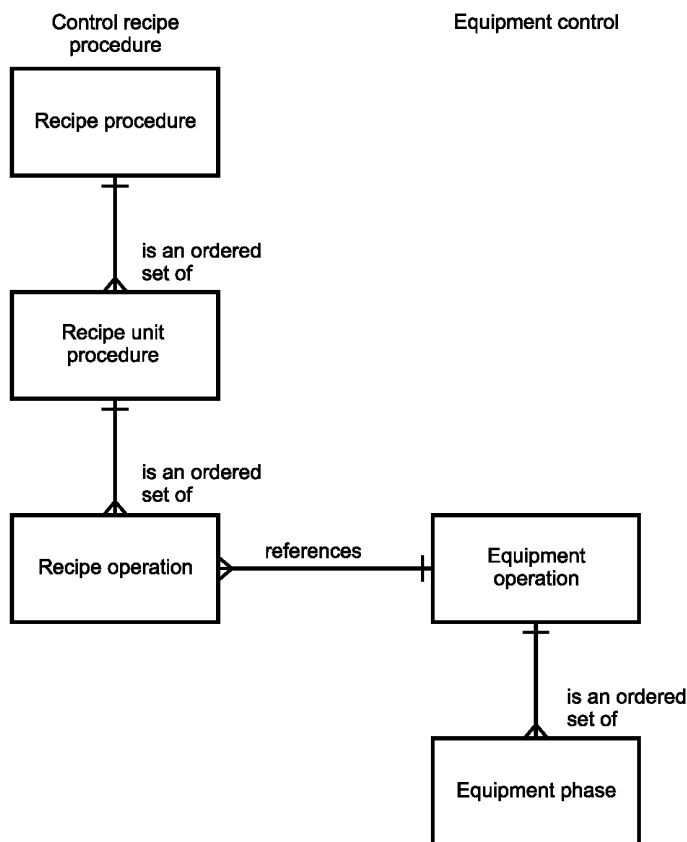 Control recipe
procedure
Equipment control
Recipe procedure
is an ordered
set of
Recipe unit
procedure
is an ordered
set of
Recipe operation
references
Equipment
operation
is an ordered
set of
Equipment phase